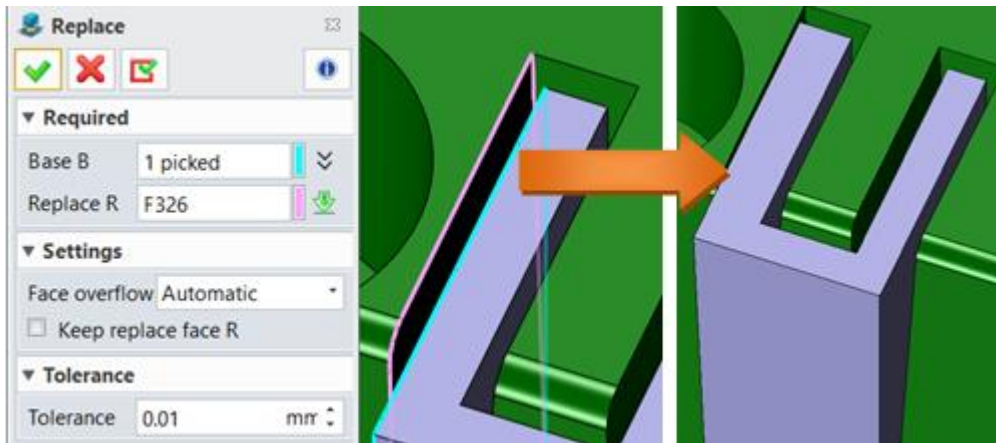 Replace
Required
Base B 1 picked
Replace R F326
Settings
Face overflow Automatic
Keep replace face R
Tolerance
Tolerance 0.01 mm